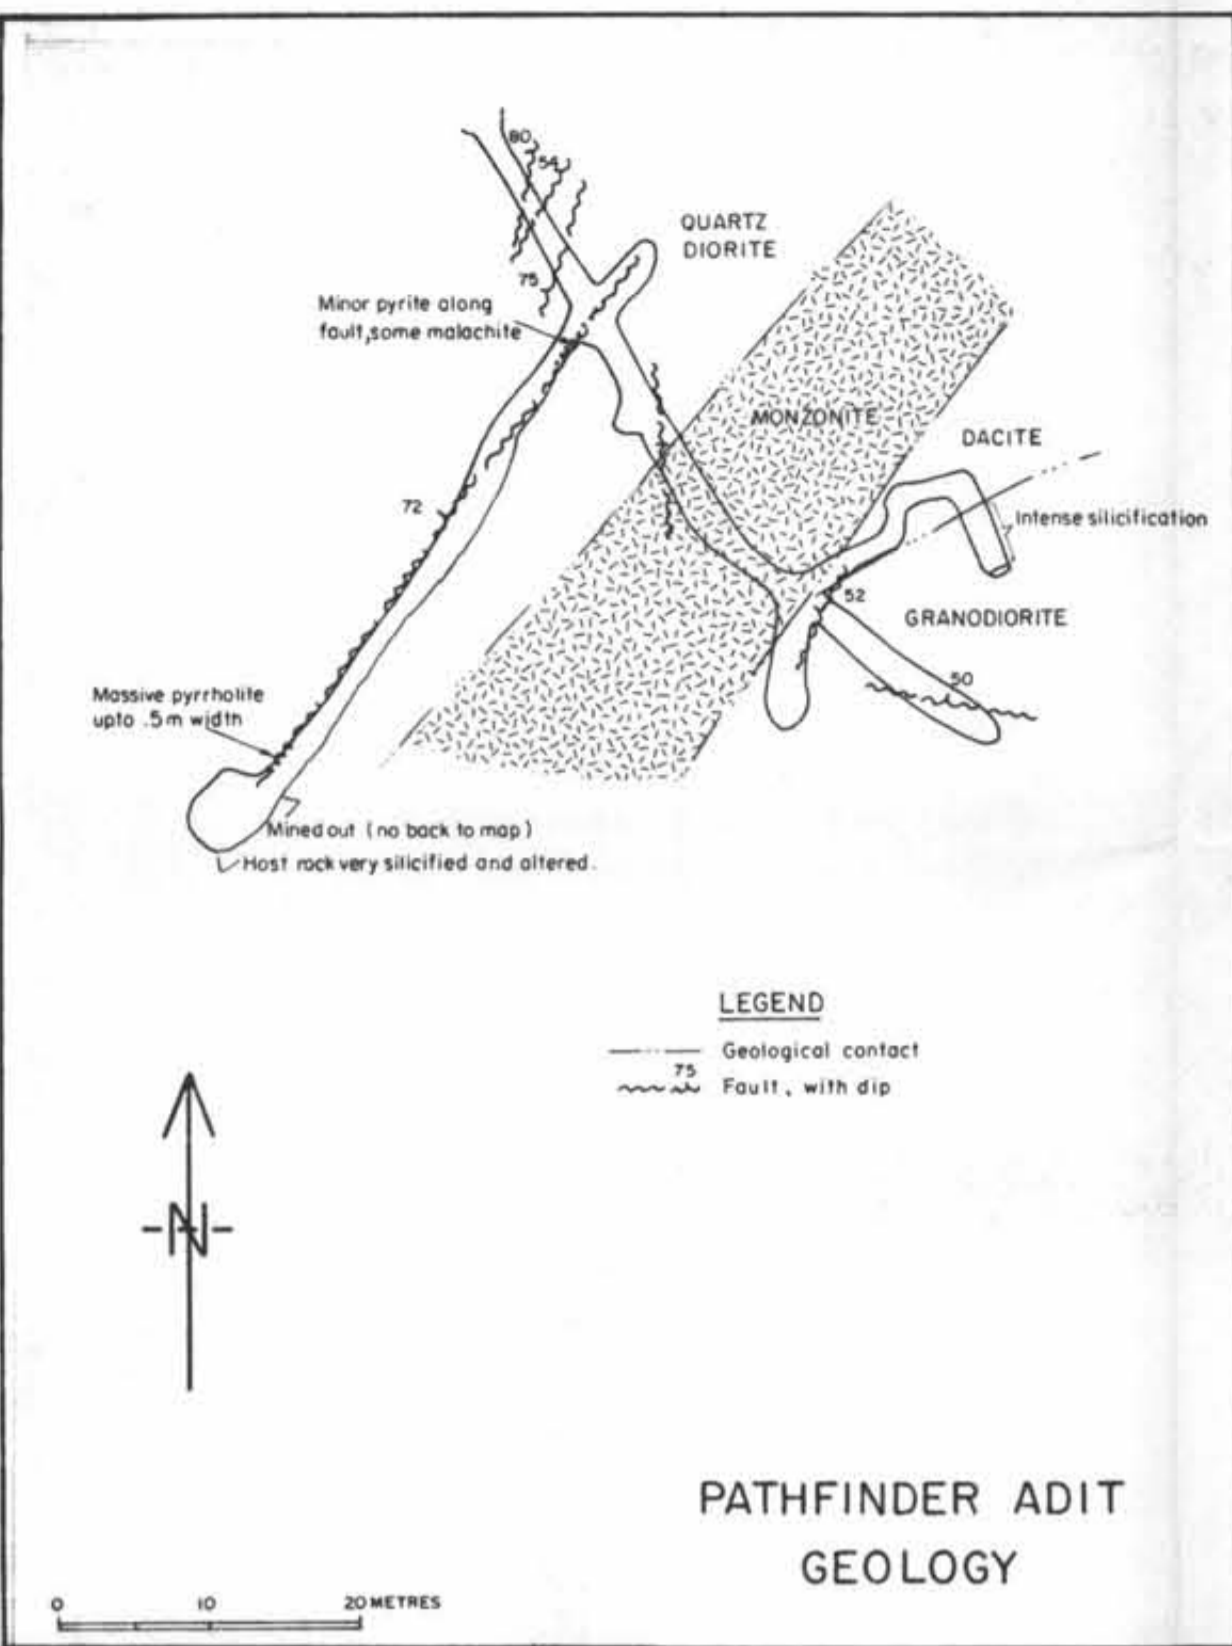 80
54
QUARTZ
DIORITE
75
Minor pyrite along
fault, some malachite
MONZONITE
DACITE
72
Intense silicification
52
GRANODIORITE
50
Massive pyrrholite
upto .5m width
Mined out (no back to map)
Host rock very silicified and altered.
LEGEND
Geological contact
75
Fault, with dip
N
PATHFINDER ADIT
GEOLOGY
0 10 20 METRES